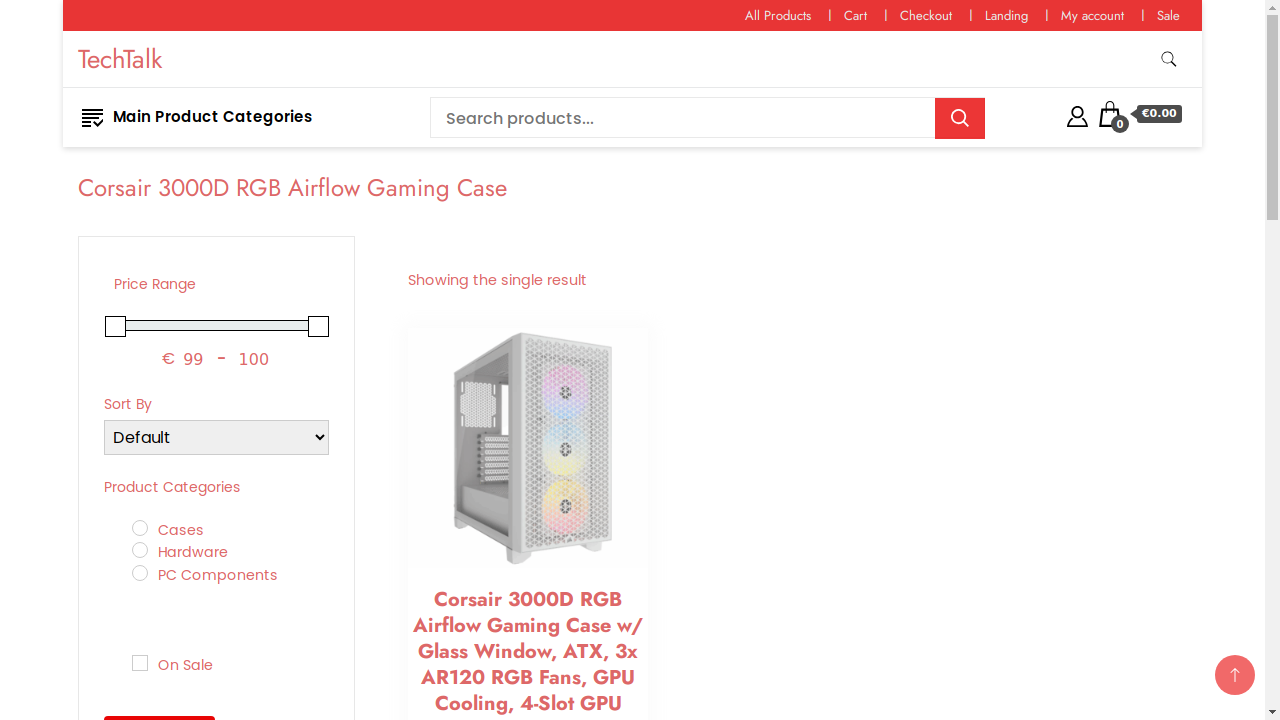 All Products | Cart | Checkout | Landing | My account | Sale
TechTalk
Main Product Categories
Search products...
0
€0.00
Corsair 3000D RGB Airflow Gaming Case
Price Range
€ 99 - 100
Sort By
Default
Product Categories
Cases
Hardware
PC Components
On Sale
Showing the single result
Corsair 3000D RGB
Airflow Gaming Case w/
Glass Window, ATX, 3x
AR120 RGB Fans, GPU
Cooling, 4-Slot GPU